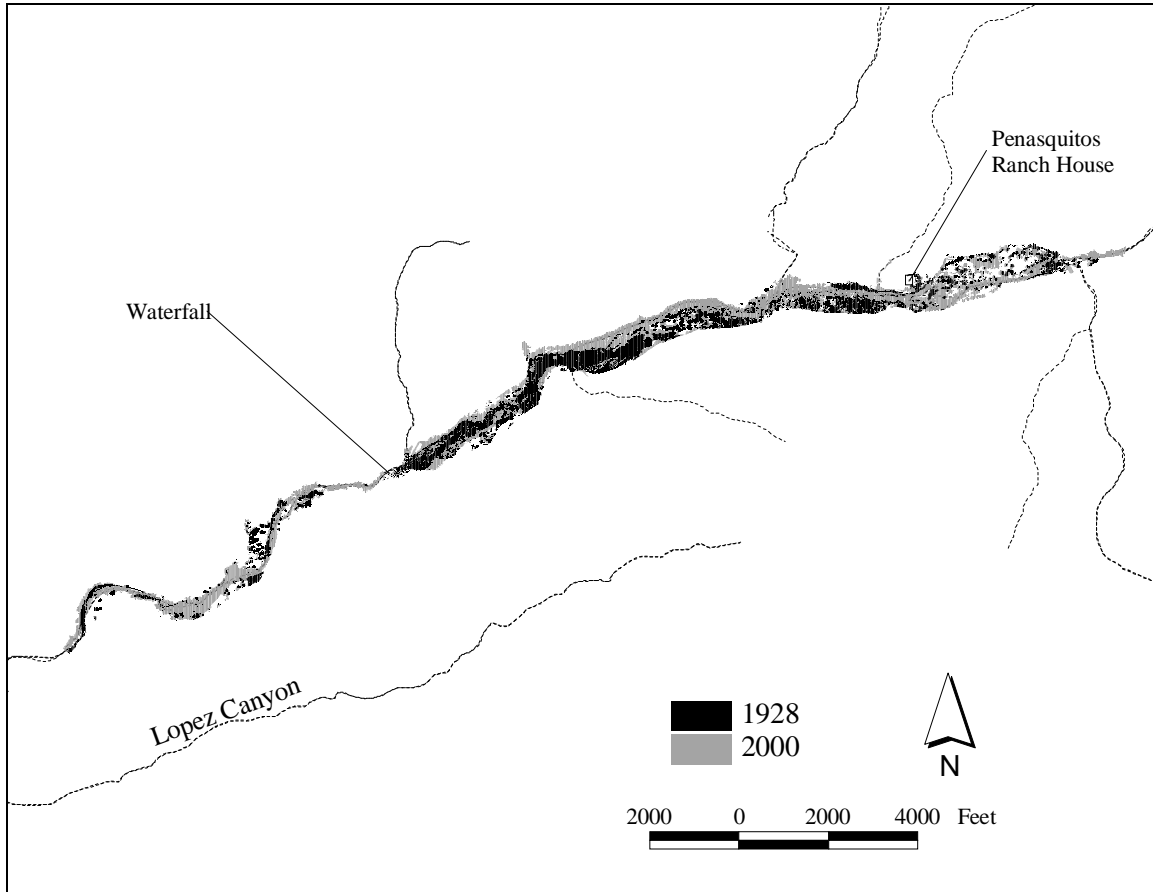 Penasquitos
Ranch House
Waterfall
Lopez Canyon
1928
2000
N
2000 0 2000 4000 Feet